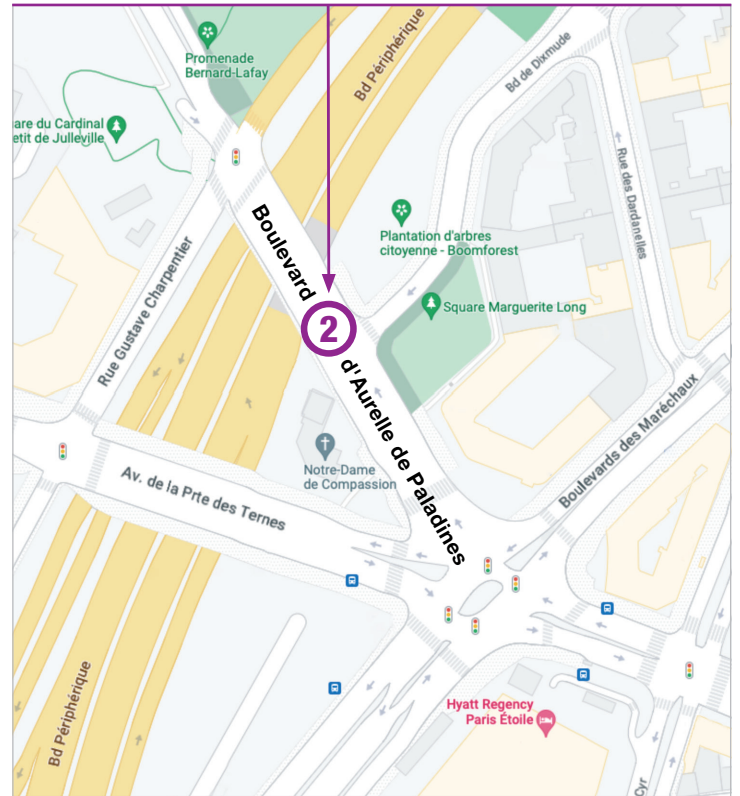 Promenade
Bernard-Lafay
Bd Périphérique
Bd de Dixmude
are du Cardinal
etit de Julleville
Rue des Dardanelles
Boulevard
Plantation d'arbres
citoyenne - Boomforest
Rue Gustave Charpentier
Square Marguerite Long
2
d'Aurelle de Paladines
Boulevards des Maréchaux
Notre-Dame
de Compassion
Av. de la Prte des Ternes
Bd Périphérique
Hyatt Regency
Paris Étoile
Cyr